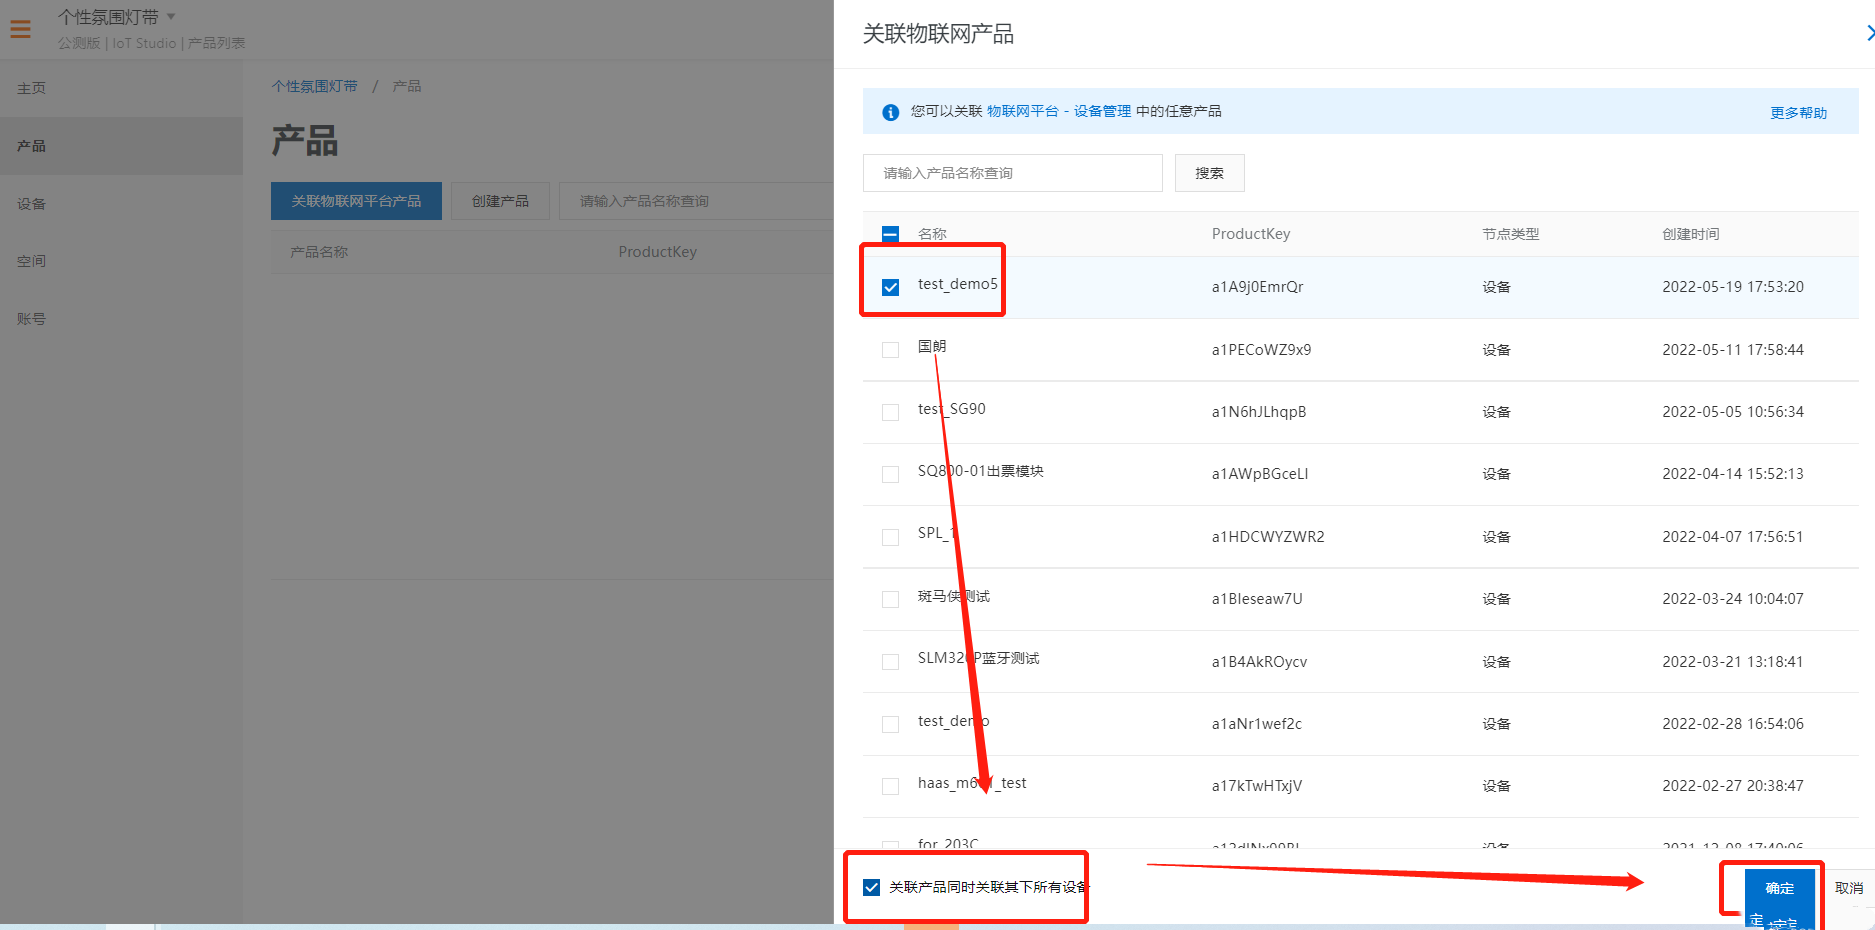 个性氛围灯带
公测版 | IoT Studio | 产品列表
主页
产品
设备
空间
账号
个性氛围灯带 / 产品
产品
关联物联网平台产品 创建产品 请输入产品名称查询
产品名称 ProductKey
关联物联网产品
您可以关联 物联网平台 - 设备管理 中的任意产品 更多帮助
请输入产品名称查询 搜索
名称 ProductKey 节点类型 创建时间
test_demo5 a1A9j0EmrQr 设备 2022-05-19 17:53:20
国朗 a1PECoWZ9x9 设备 2022-05-11 17:58:44
test_SG90 a1N6hJLhqpB 设备 2022-05-05 10:56:34
SQ800-01出票模块 a1AWpBGceLI 设备 2022-04-14 15:52:13
SPL_1 a1HDCWYZWR2 设备 2022-04-07 17:56:51
斑马侠测试 a1BIeseaw7U 设备 2022-03-24 10:04:07
SLM320P蓝牙测试 a1B4AkROycv 设备 2022-03-21 13:18:41
test_demo a1aNr1wef2c 设备 2022-02-28 16:54:06
a17kTwHTxjV 设备 2022-02-27 20:38:47
for_203C 设备
关联产品同时关联其下所有设备 确定 取消